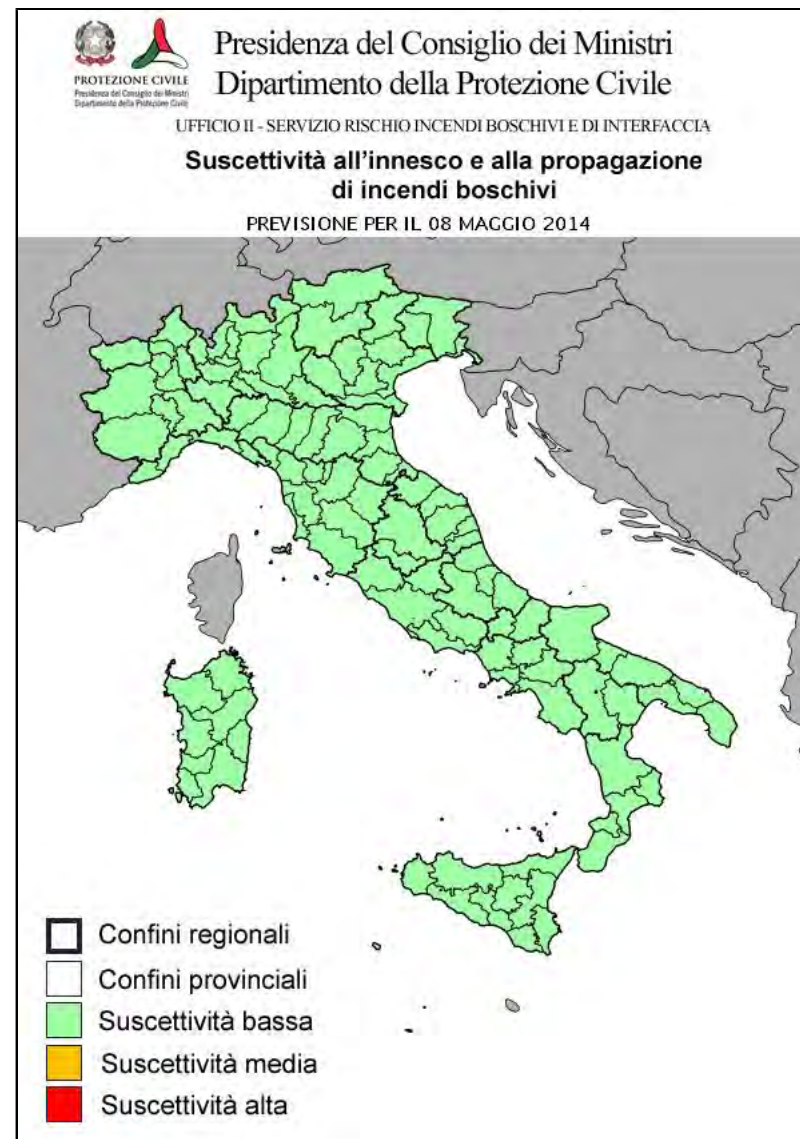 Presidenza del Consiglio dei Ministri
Dipartimento della Protezione Civile
PROTEZIONE CIVILE
Presidenza del Consiglio dei Ministri
Dipartimento della Protezione Civile
UFFICIO II - SERVIZIO RISCHIO INCENDI BOSCHIVI E DI INTERFACCIA
Suscettività all'innesco e alla propagazione
di incendi boschivi
PREVISIONE PER IL 08 MAGGIO 2014
Confini regionali
Confini provinciali
Suscettività bassa
Suscettività media
Suscettività alta